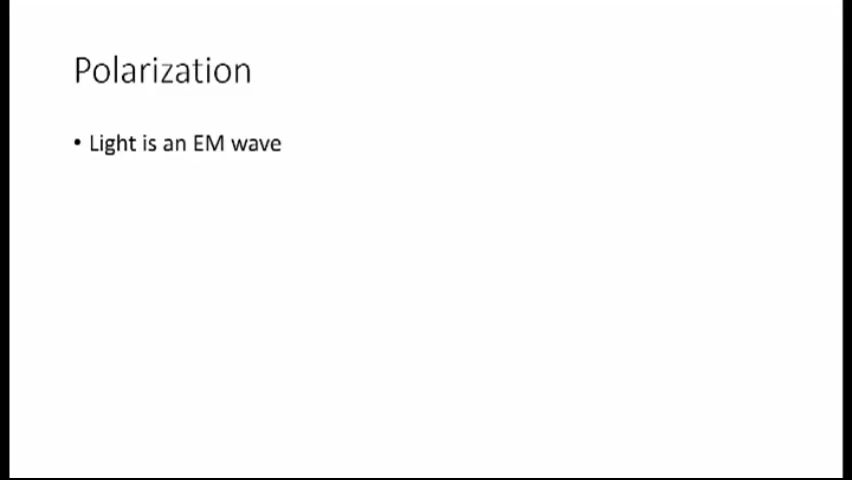 Polarization
• Light is an EM wave